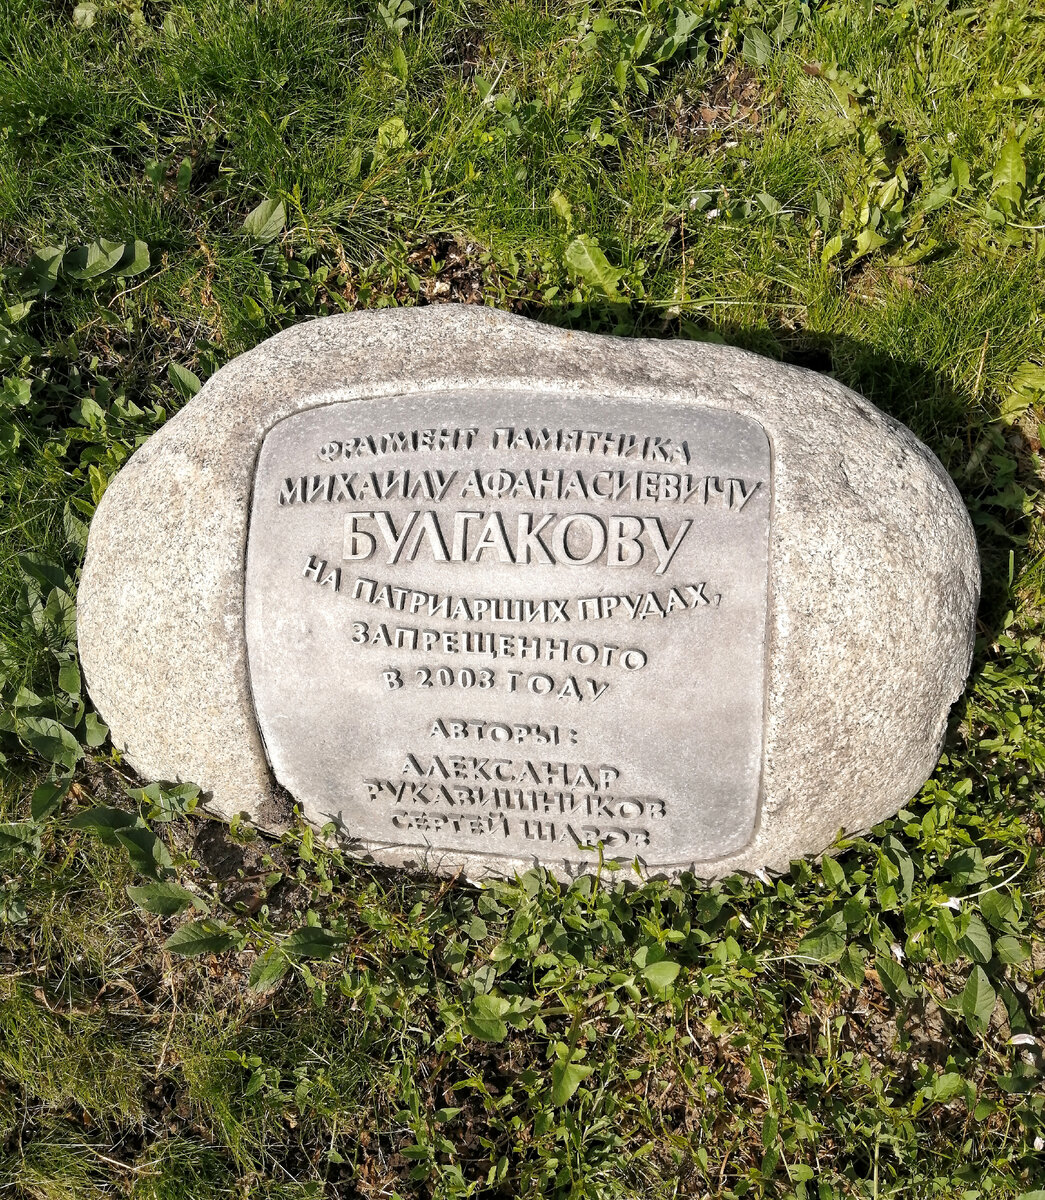 ФРАГМЕНТ ПАМЯТНИКА
МИХАИЛУ АФАНАСИЕВИЧУ
БУЛГАКОВУ
НА ПАТРИАРШИХ ПРУДАХ,
ЗАПРЕЩЕННОГО
В 2003 ГОДУ
АВТОРЫ:
АЛЕКСАНДР
РУКАВИШНИКОВ
СЕРГЕЙ ШАРОВ